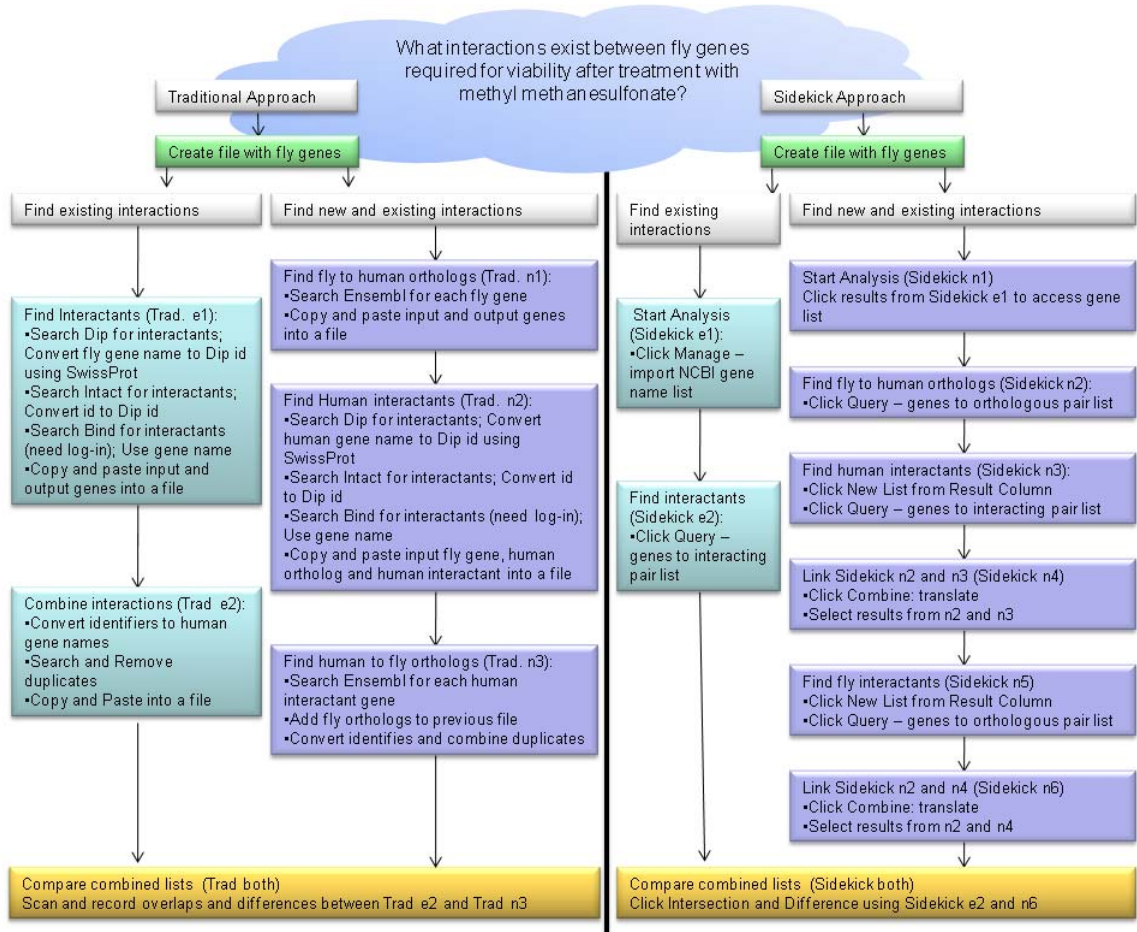 What interactions exist between fly genes
required for viability after treatment with
methyl methanesulfonate?
Traditional Approach
Create file with fly genes
Find existing interactions
Find Interactants (Trad. e1):
▪Search Dip for interactants;
Convert fly gene name to Dip id
using SwissProt
▪Search Intact for interactants;
Convert id to Dip id
▪Search Bind for interactants
(need log-in); Use gene name
▪Copy and paste input and
output genes into a file
Combine interactions (Trad e2):
▪Convert identifiers to human
gene names
▪Search and Remove
duplicates
▪Copy and Paste into a file
Find new and existing interactions
Find fly to human orthologs (Trad. n1):
▪Search Ensembl for each fly gene
▪Copy and paste input and output genes
into a file
Find Human interactants (Trad. n2):
▪Search Dip for interactants; Convert
human gene name to Dip id using
SwissProt
▪Search Intact for interactants; Convert id
to Dip id
▪Search Bind for interactants (need log-in);
Use gene name
▪Copy and paste input fly gene, human
ortholog and human interactant into a file
Find human to fly orthologs (Trad. n3):
▪Search Ensembl for each human
interactant gene
▪Add fly orthologs to previous file
▪Convert identifies and combine duplicates
Compare combined lists (Trad both)
Scan and record overlaps and differences between Trad e2 and Trad n3
Sidekick Approach
Create file with fly genes
Find existing
interactions
Start Analysis
(Sidekick e1):
▪Click Manage –
import NCBI gene
name list
Find interactants
(Sidekick e2):
▪Click Query –
genes to interacting
pair list
Find new and existing interactions
Start Analysis (Sidekick n1)
Click results from Sidekick e1 to access gene
list
Find fly to human orthologs (Sidekick n2):
▪Click Query – genes to orthologous pair list
Find human interactants (Sidekick n3):
▪Click New List from Result Column
▪Click Query – genes to interacting pair list
Link Sidekick n2 and n3 (Sidekick n4)
▪Click Combine: translate
▪Select results from n2 and n3
Find fly interactants (Sidekick n5)
▪Click New List from Result Column
▪Click Query – genes to orthologous pair list
Link Sidekick n2 and n4 (Sidekick n6)
▪Click Combine: translate
▪Select results from n2 and n4
Compare combined lists (Sidekick both)
Click Intersection and Difference using Sidekick e2 and n6